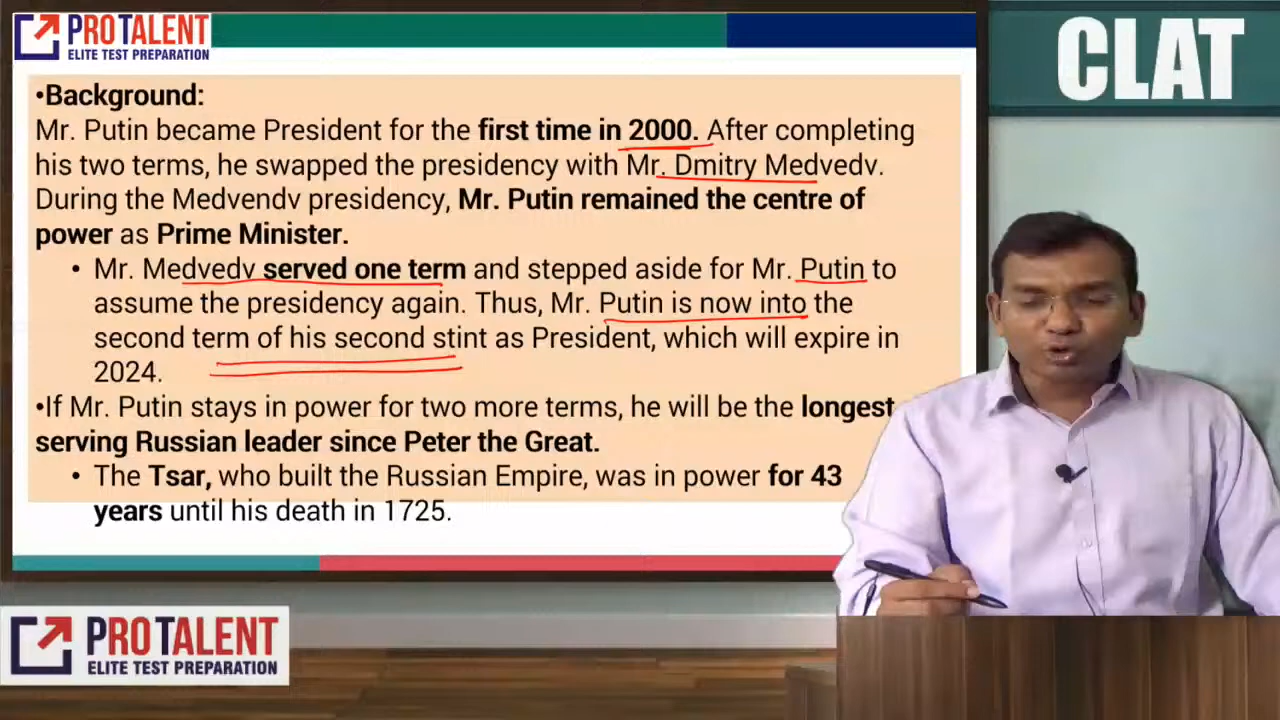 PROTALENT
ELITE TEST PREPARATION
CLAT
•Background:
Mr. Putin became President for the first time in 2000. After completing
his two terms, he swapped the presidency with Mr. Dmitry Medvedv.
During the Medvendv presidency, Mr. Putin remained the centre of
power as Prime Minister.
• Mr. Medvedv served one term and stepped aside for Mr. Putin to
assume the presidency again. Thus, Mr. Putin is now into the
second term of his second stint as President, which will expire in
2024.
•If Mr. Putin stays in power for two more terms, he will be the longest
serving Russian leader since Peter the Great.
• The Tsar, who built the Russian Empire, was in power for 43
years until his death in 1725.
PROTALENT
ELITE TEST PREPARATION